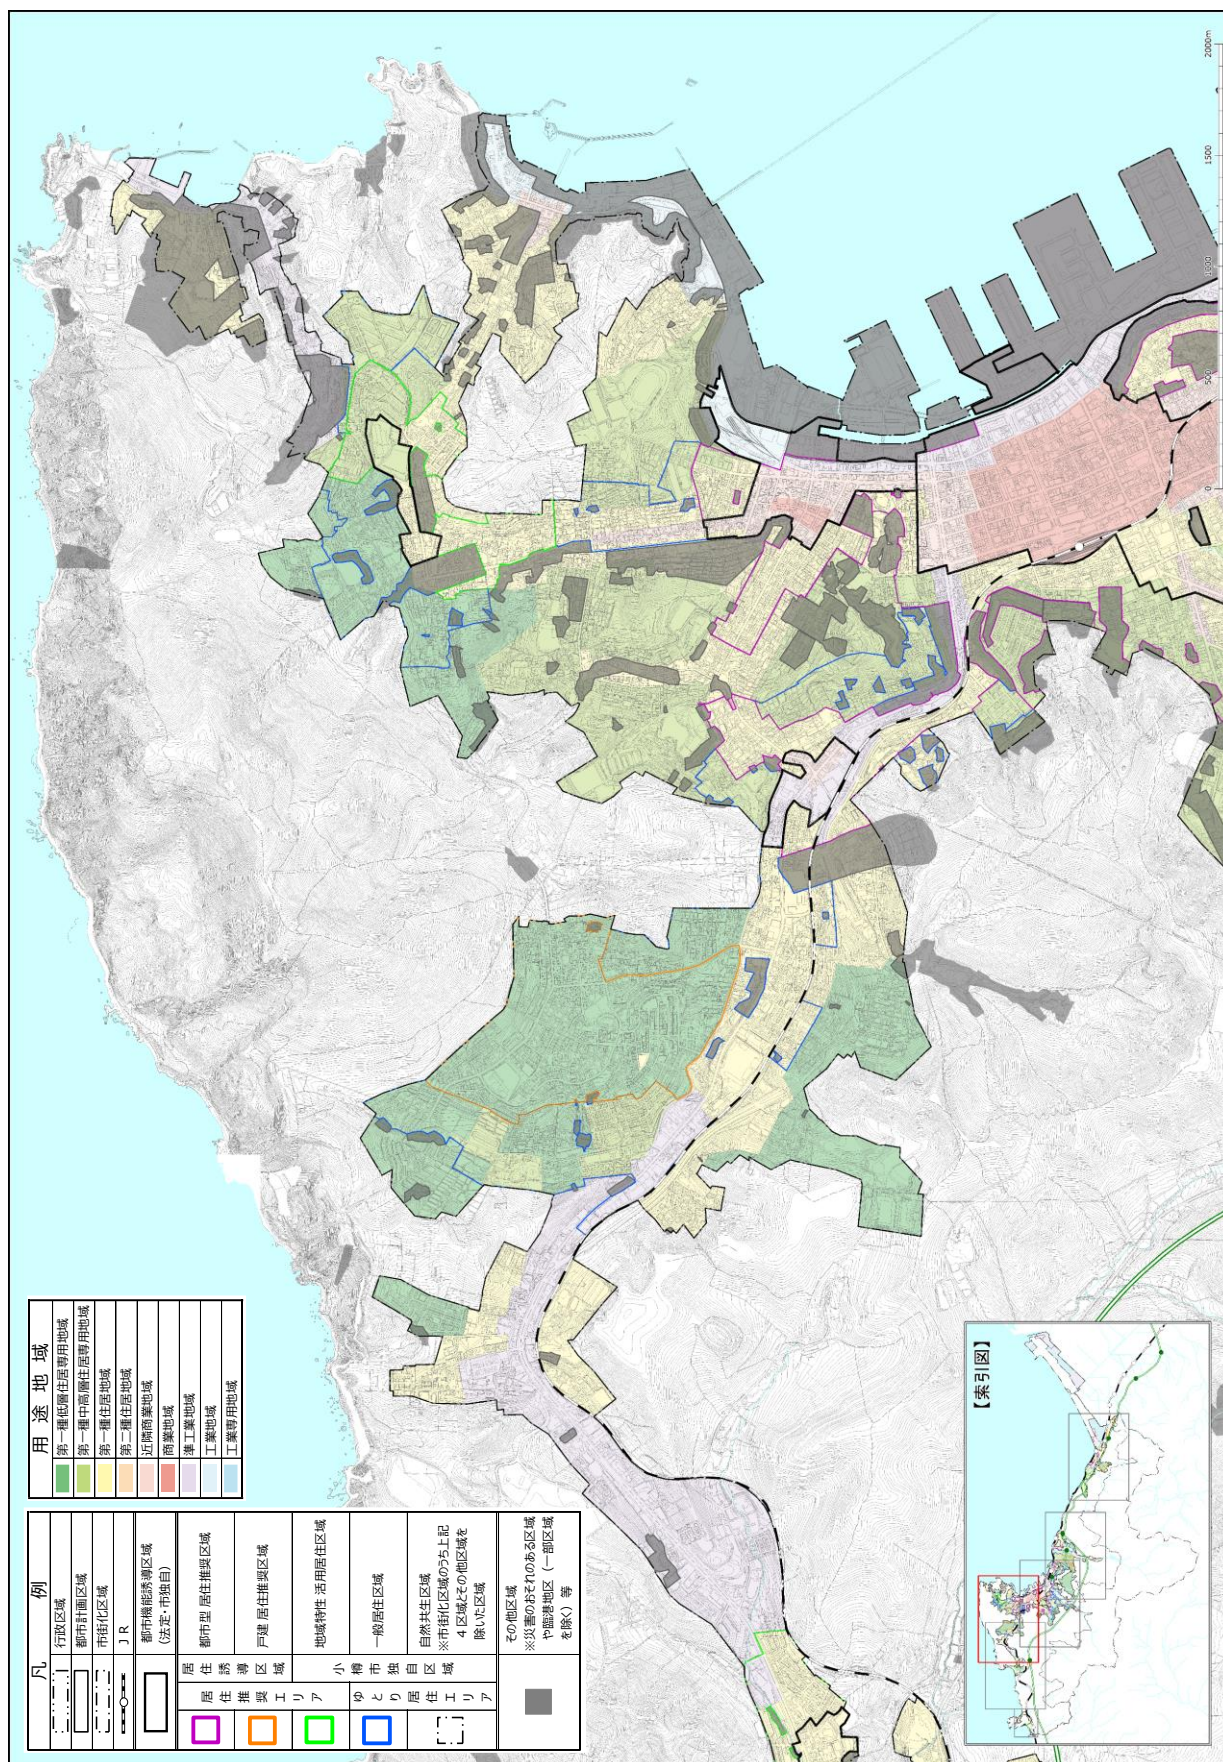 凡 例
行政区域
都市計画区域
市街化区域
ＪＲ
都市機能誘導区域
(法定・市独自)
居住誘導区域
小樽市独自区域
居住推奨エリア
ゆとり居住エリア
都市型 居住推奨区域
戸建 居住推奨区域
地域特性 活用居住区域
一般居住区域
自然共生区域
※市街化区域のうち上記
４区域とその他区域を
除いた区域
その他区域
※災害のおそれのある区域
や臨港地区（一部区域
を除く）等
用 途 地 域
第一種低層住居専用地域
第一種中高層住居専用地域
第一種住居地域
第二種住居地域
近隣商業地域
商業地域
準工業地域
工業地域
工業専用地域
【索引図】
0 500 1000 1500 2000m